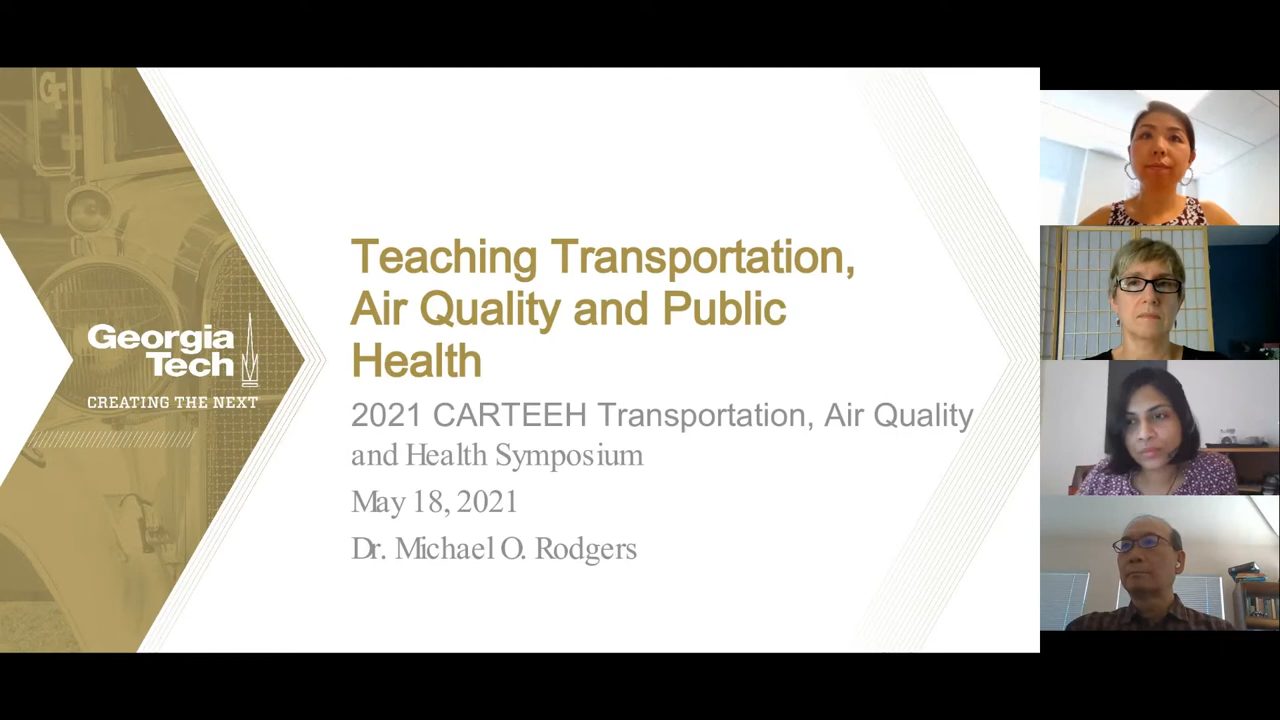 GT
Georgia
Tech
CREATING THE NEXT
Teaching Transportation,
Air Quality and Public
Health
2021 CARTEEH Transportation, Air Quality
and Health Symposium
May 18, 2021
Dr. Michael O. Rodgers